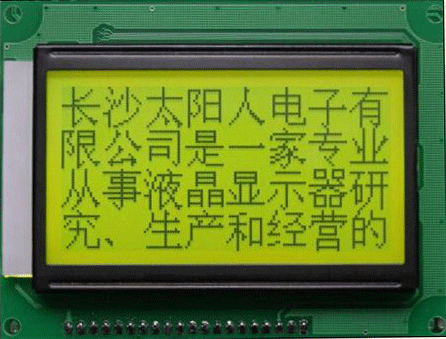 长沙太阳人电子有
限公司是一家专业
从事液晶显示器研
究、生产和经营的